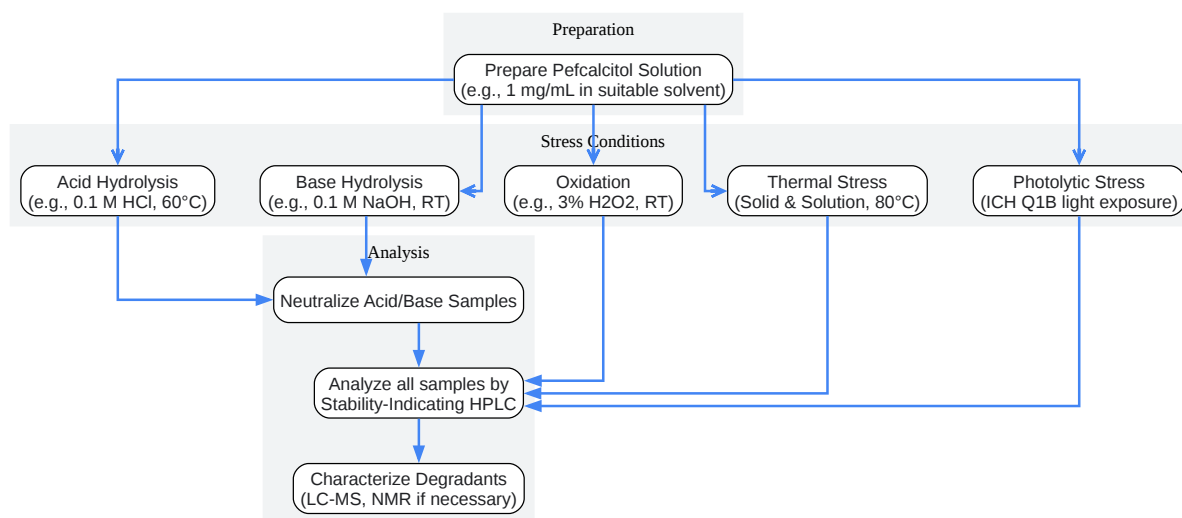 Preparation
Prepare Pefcalcitol Solution
(e.g., 1 mg/mL in suitable solvent)
Stress Conditions
Acid Hydrolysis
(e.g., 0.1 M HCl, 60°C)
Base Hydrolysis
(e.g., 0.1 M NaOH, RT)
Oxidation
(e.g., 3% H2O2, RT)
Thermal Stress
(Solid & Solution, 80°C)
Photolytic Stress
(ICH Q1B light exposure)
Analysis
Neutralize Acid/Base Samples
Analyze all samples by
Stability-Indicating HPLC
Characterize Degradants
(LC-MS, NMR if necessary)